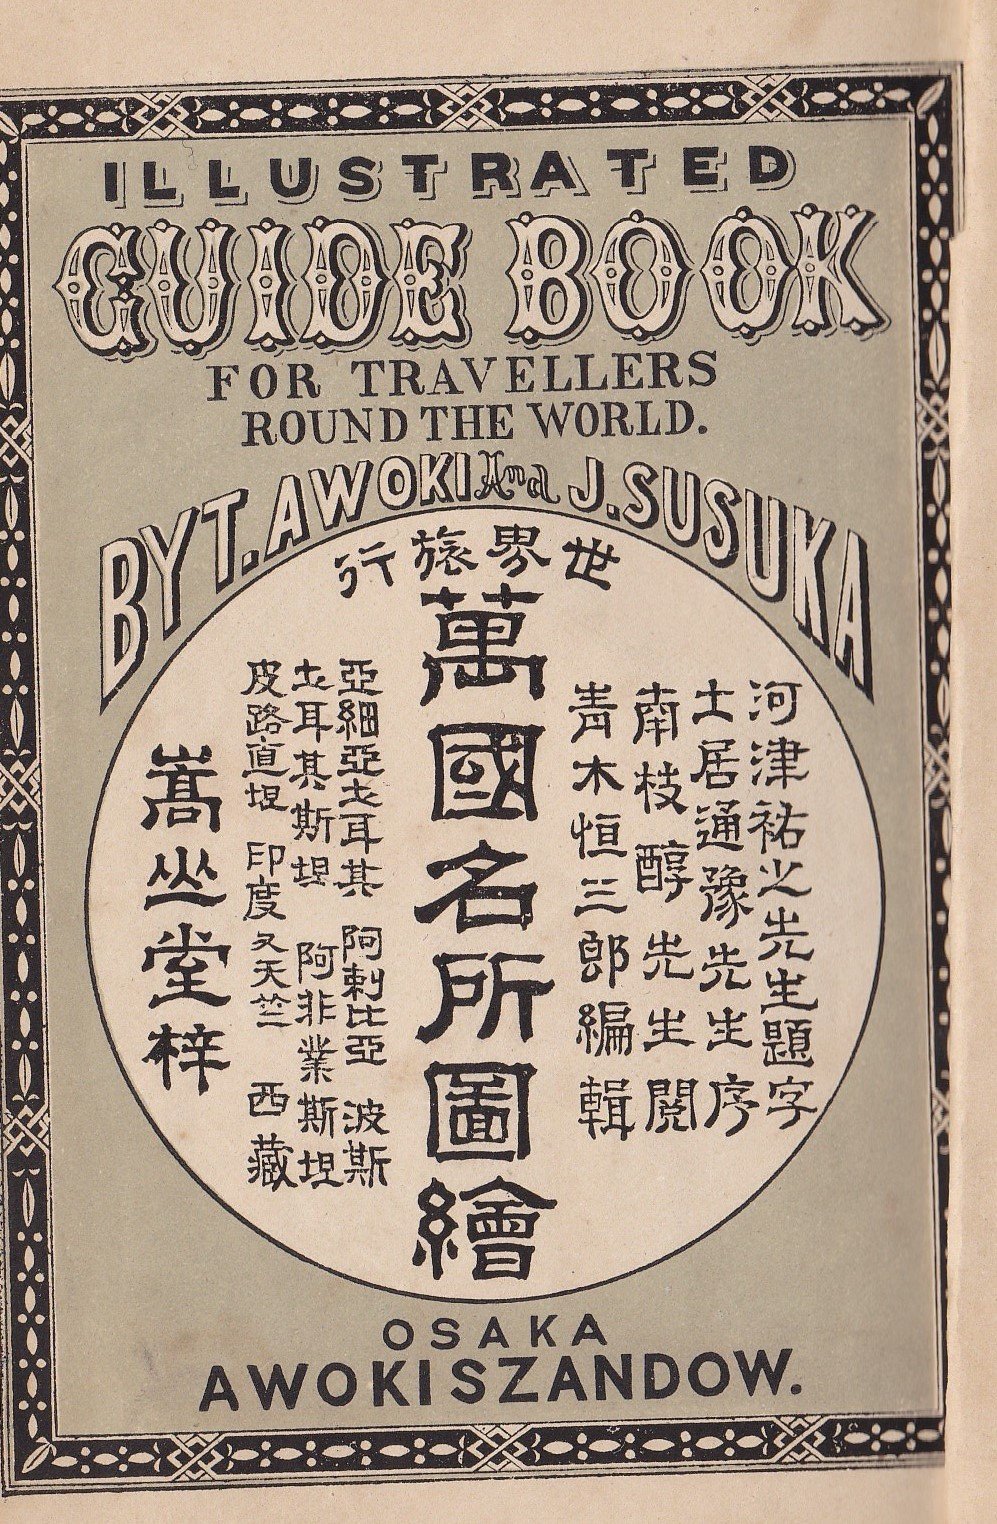 ILLUSTRATED
GUIDE BOOK
FOR TRAVELLERS
ROUND THE WORLD.
BY T. AWOKI And J. SUSUKA
世界旅行
河津祐之先生題字
土居通豫先生序
南枝醇先生閲
青木恒三郎編輯
萬國名所圖繪
亞細亞土耳其 阿剌比亞 波斯
土耳其斯坦 阿非業斯坦
皮路直坦 印度又天竺 西藏
嵩山堂梓
OSAKA
AWOKISZANDOW.